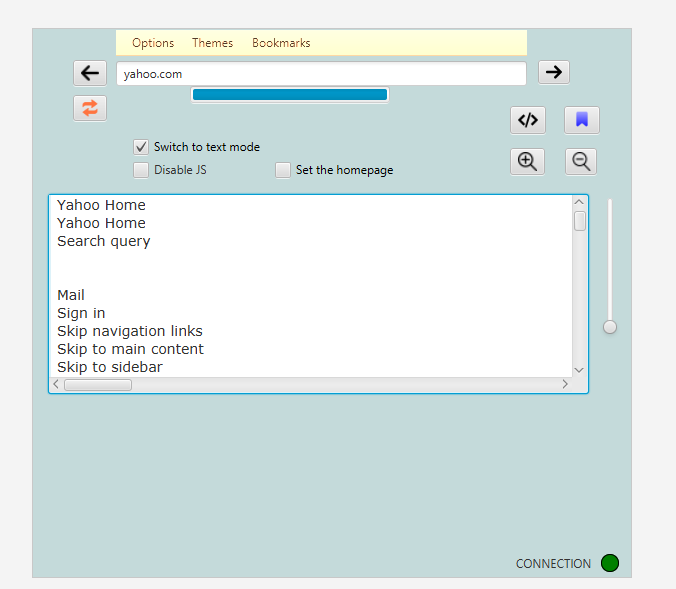 Options Themes Bookmarks
yahoo.com
</>
Switch to text mode
Disable JS Set the homepage
Yahoo Home
Yahoo Home
Search query
Mail
Sign in
Skip navigation links
Skip to main content
Skip to sidebar
CONNECTION